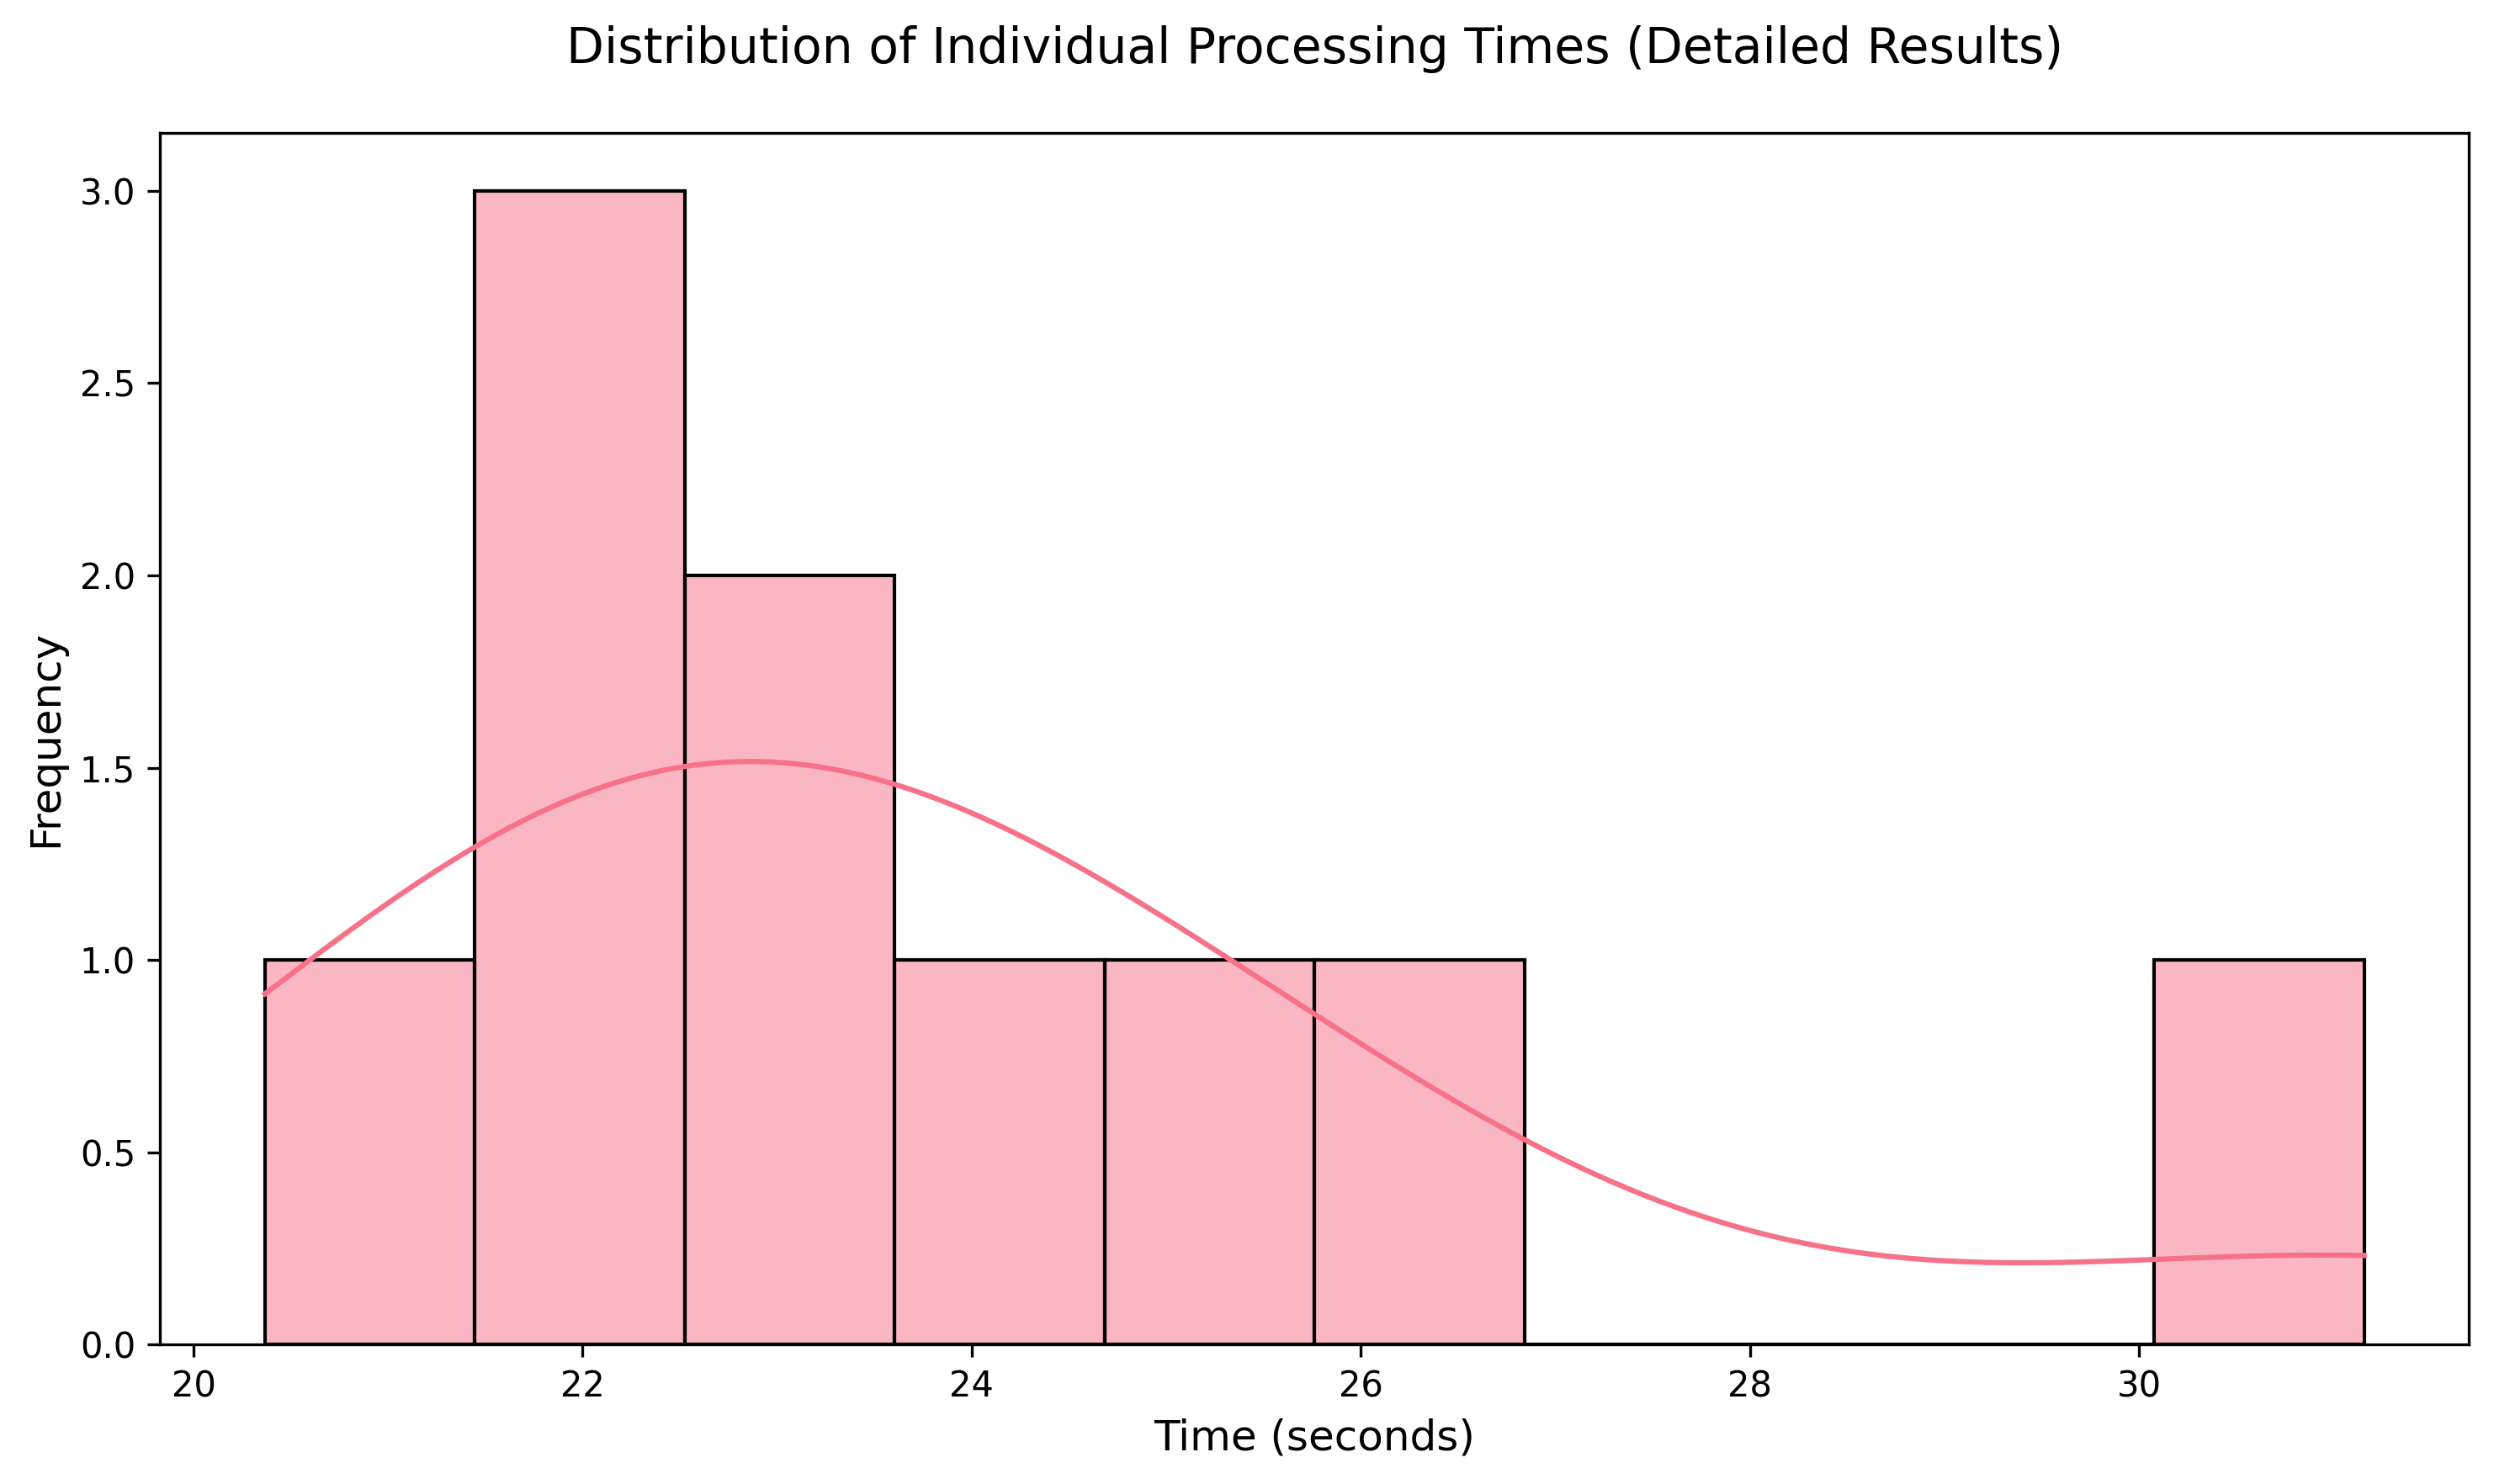 Distribution of Individual Processing Times (Detailed Results)
Frequency
3.0
2.5
2.0
1.5
1.0
0.5
0.0
20 22 24 26 28 30
Time (seconds)